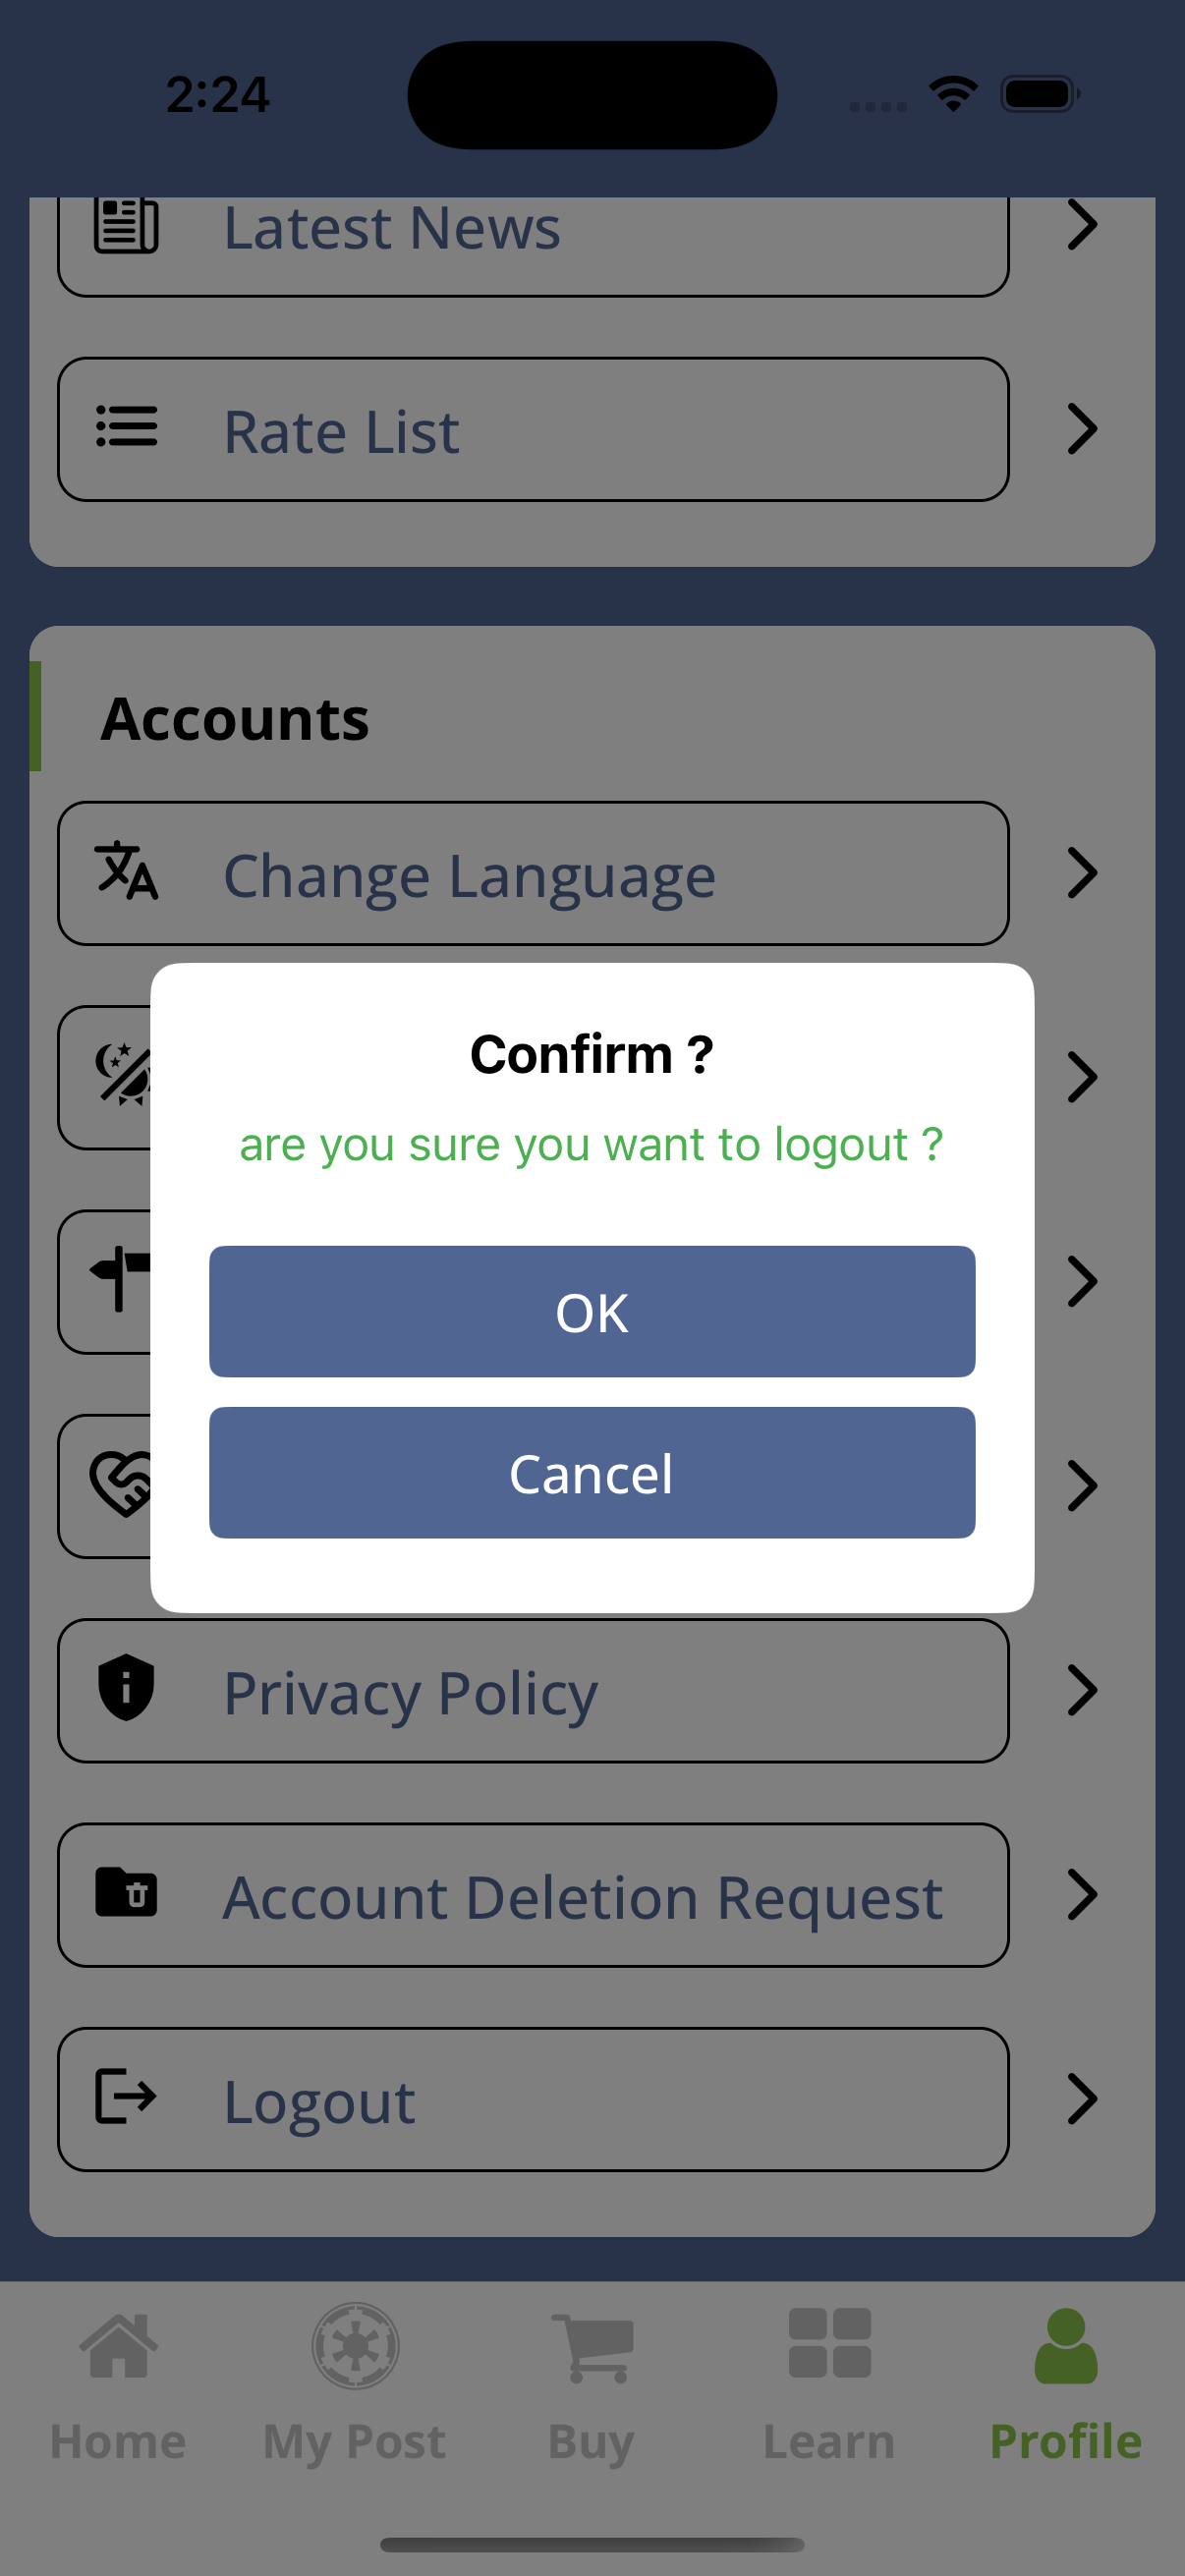 2:24
Latest News
Rate List
Accounts
Change Language
Confirm ?
are you sure you want to logout ?
OK
Cancel
Privacy Policy
Account Deletion Request
Logout
Home
My Post
Buy
Learn
Profile